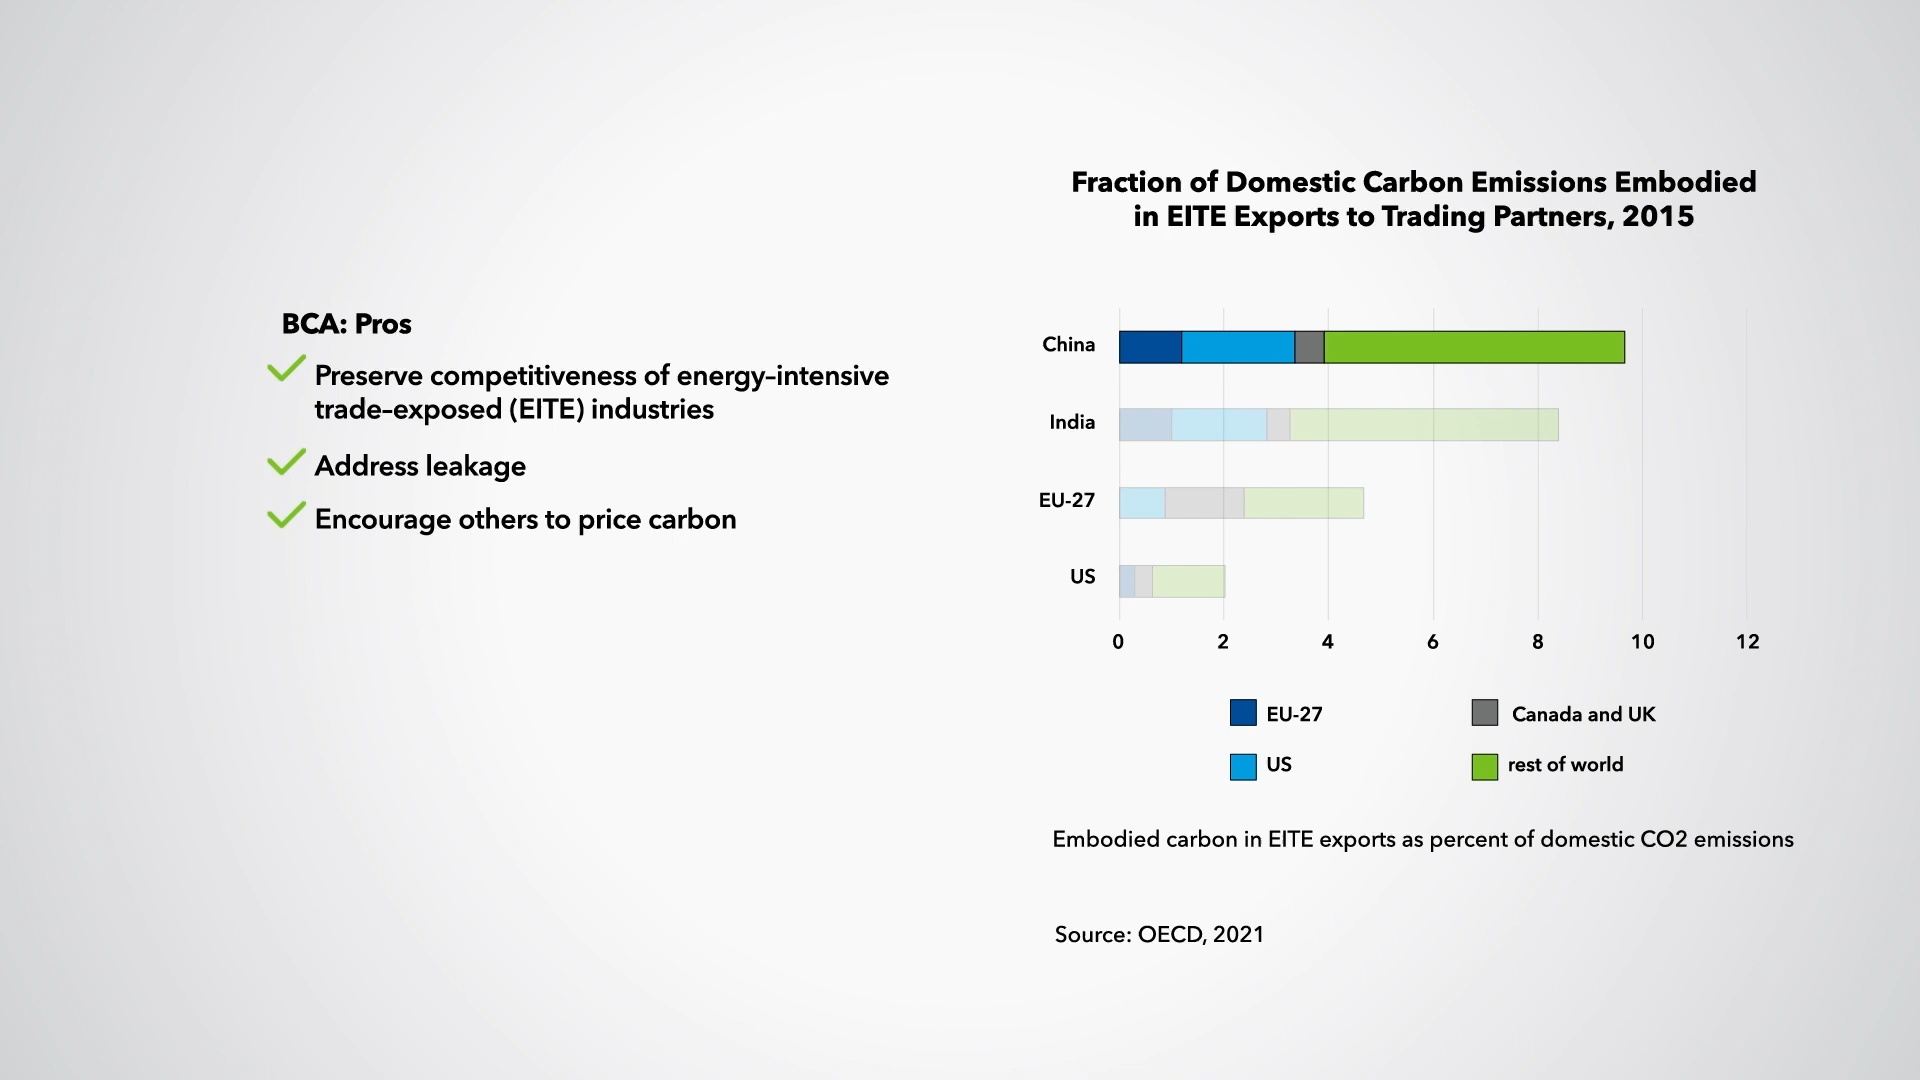 BCA: Pros
Preserve competitiveness of energy-intensive
trade-exposed (EITE) industries
Address leakage
Encourage others to price carbon
Fraction of Domestic Carbon Emissions Embodied
in EITE Exports to Trading Partners, 2015
China
India
EU-27
US
0 2 4 6 8 10 12
EU-27 Canada and UK
US rest of world
Embodied carbon in EITE exports as percent of domestic CO2 emissions
Source: OECD, 2021